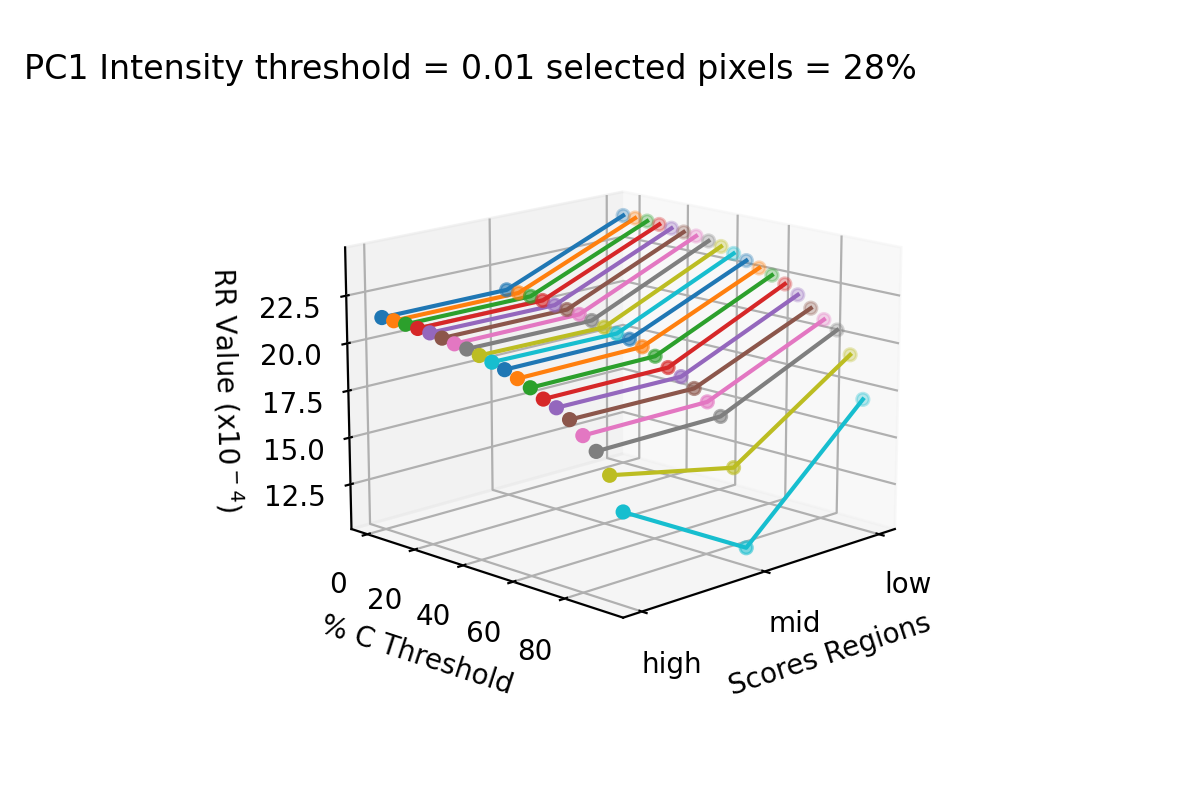 PC1 Intensity threshold = 0.01 selected pixels = 28%
RR Value (x10⁻⁴)
22.5
20.0
17.5
15.0
12.5
0
20
40
60
80
% C Threshold
high
mid
low
Scores Regions